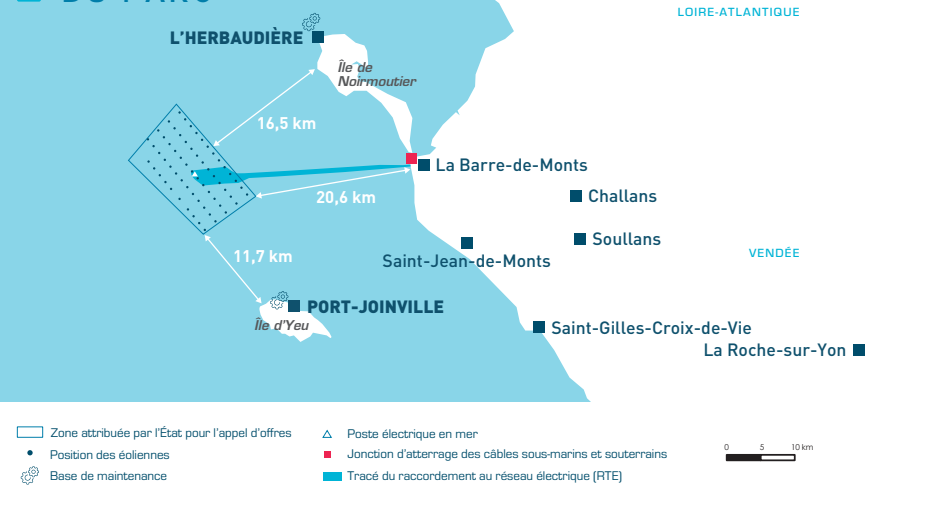 DU PARC
LOIRE-ATLANTIQUE
L'HERBAUDIÈRE
Île de
Noirmoutier
16,5 km
La Barre-de-Monts
20,6 km
Challans
Soullans
VENDÉE
11,7 km
Saint-Jean-de-Monts
PORT-JOINVILLE
Île d'Yeu
Saint-Gilles-Croix-de-Vie
La Roche-sur-Yon
Zone attribuée par l'État pour l'appel d'offres
Position des éoliennes
Base de maintenance
Poste électrique en mer
Jonction d'atterrage des câbles sous-marins et souterrains
Tracé du raccordement au réseau électrique (RTE)
0 5 10 km